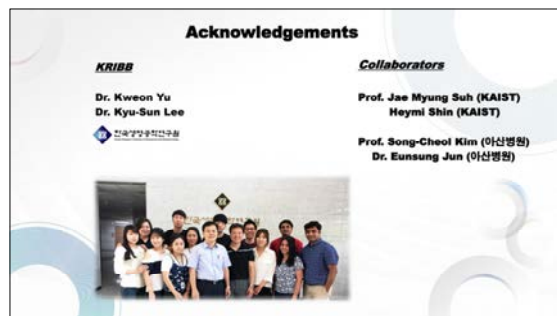 Acknowledgements
KRIBB
Dr. Kweon Yu
Dr. Kyu-Sun Lee
한국생명공학연구원
Collaborators
Prof. Jae Myung Suh (KAIST)
Heymi Shin (KAIST)
Prof. Song-Cheol Kim (아산병원)
Dr. Eunsung Jun (아산병원)